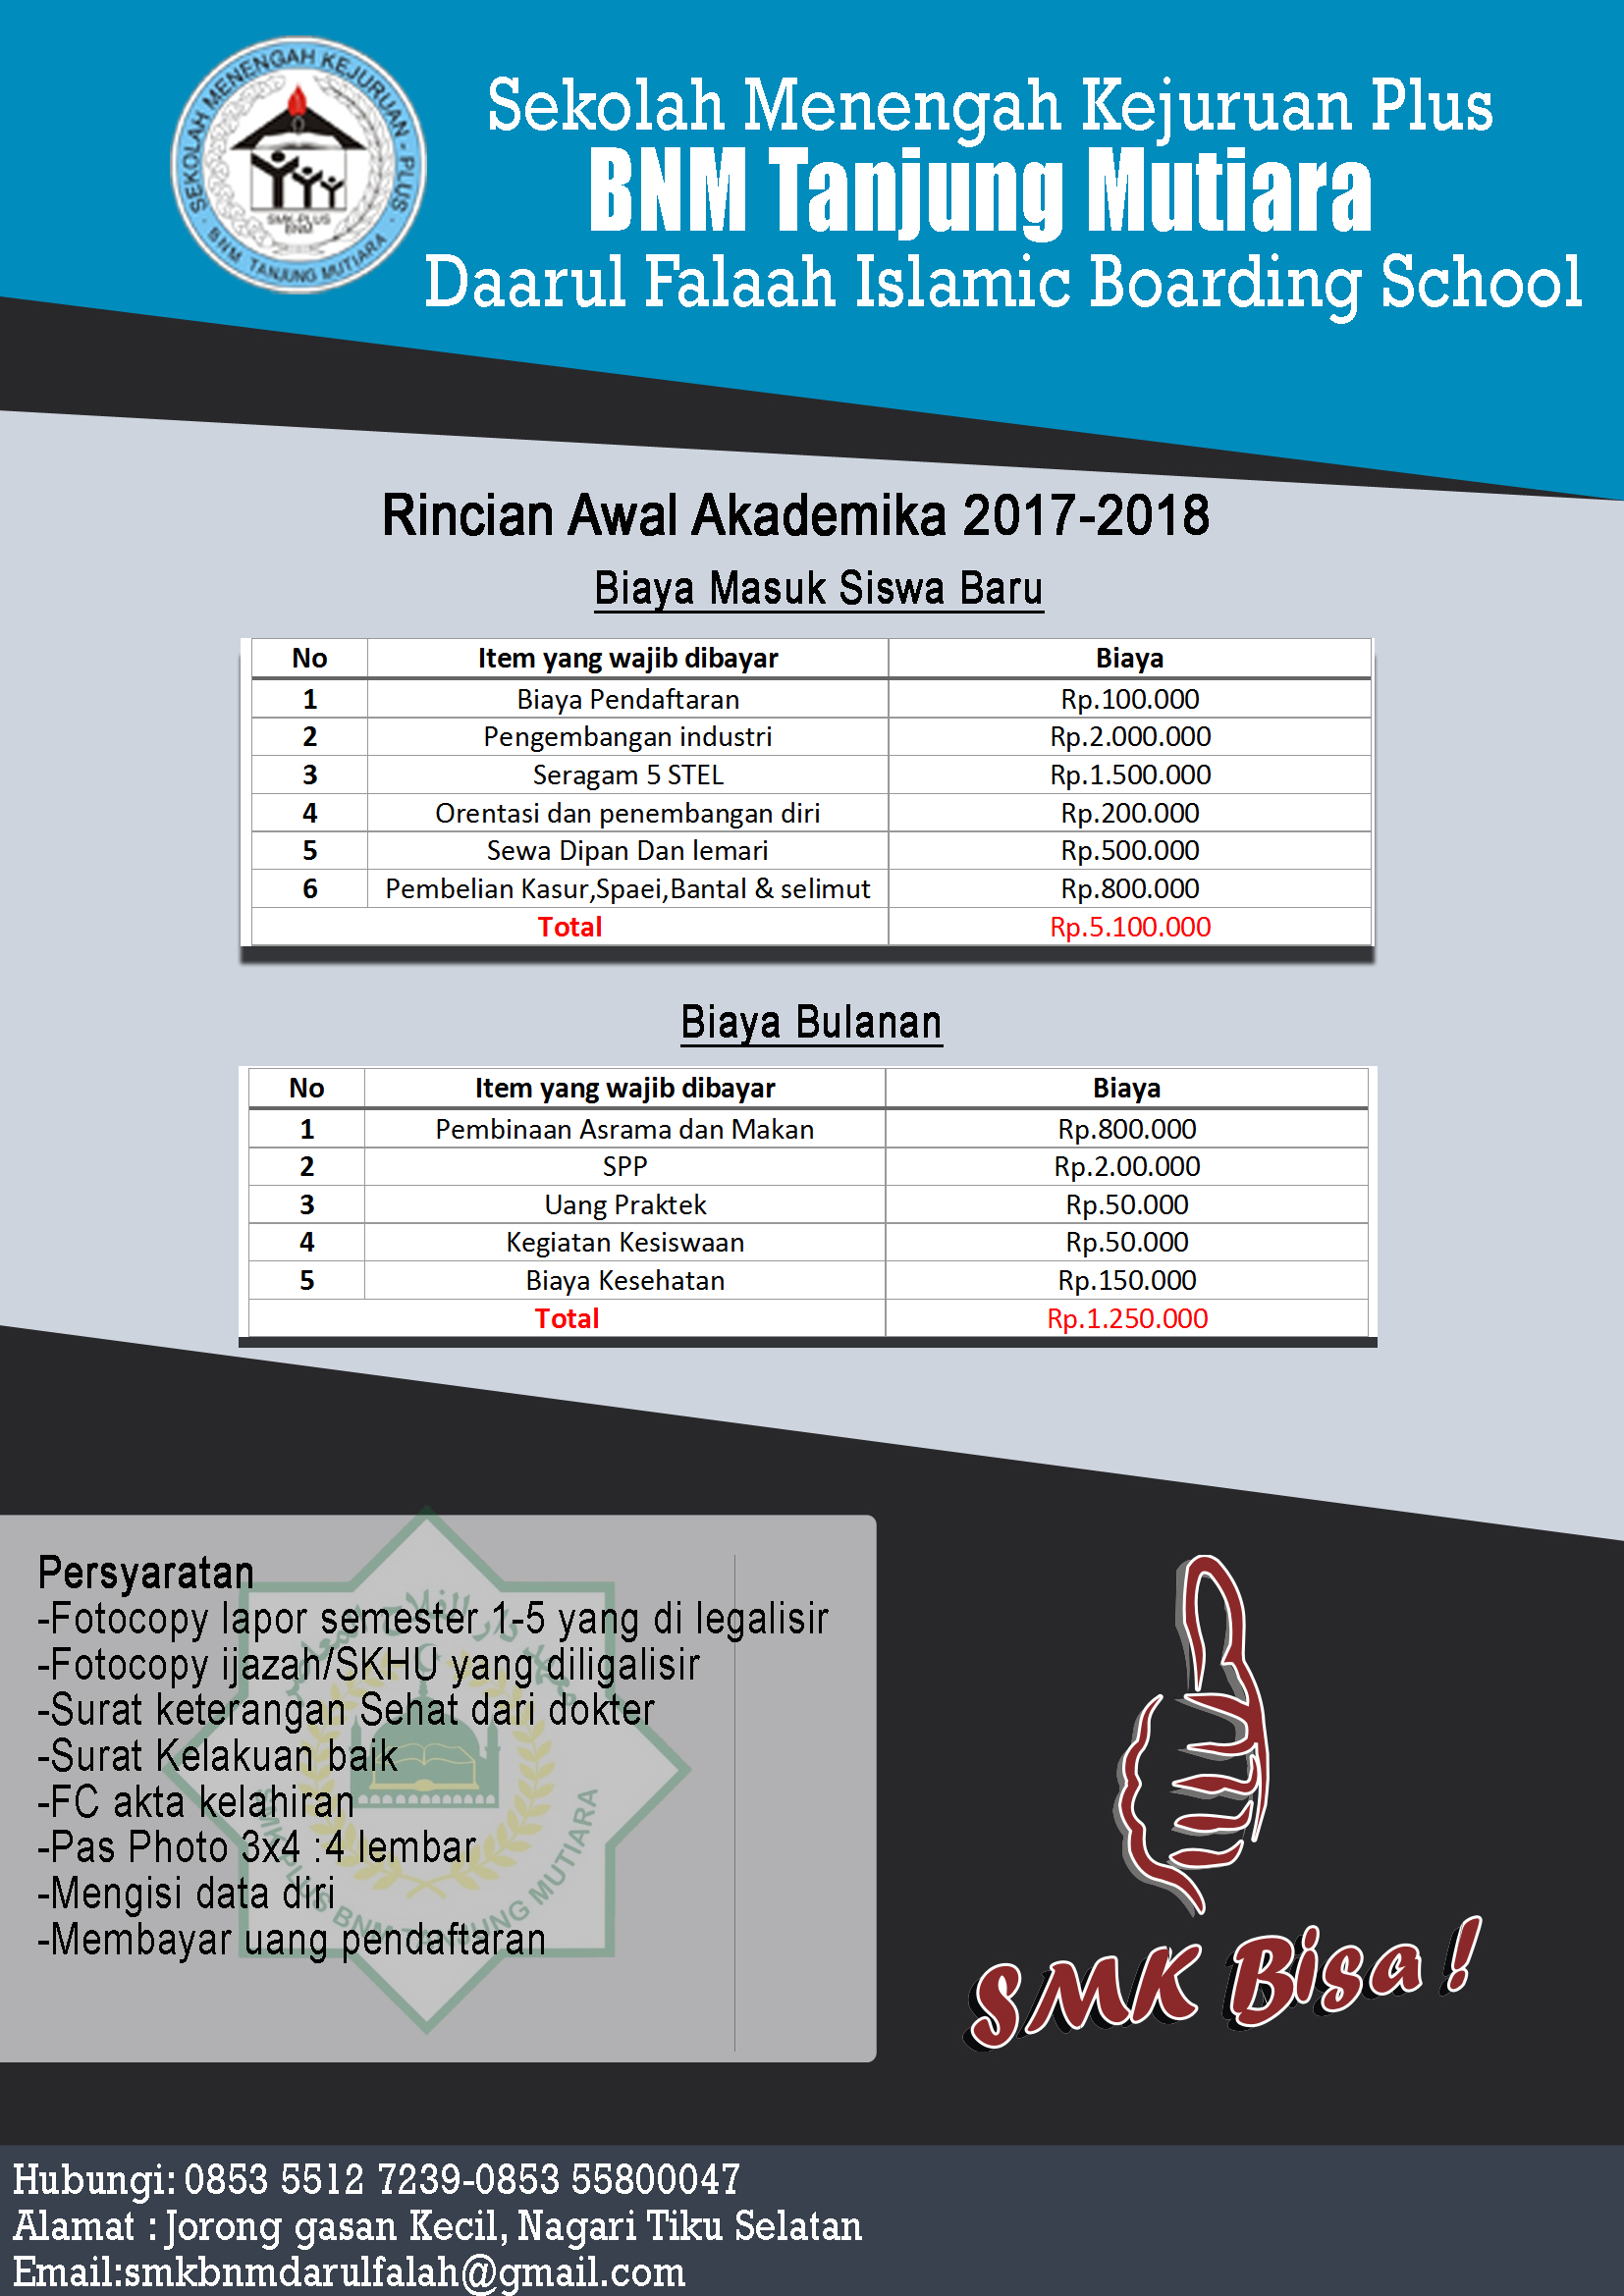 SEKOLAH MENENGAH KEJURUAN - PLUS
SMK-PLUS
BNM
BNM TANJUNG MUTIARA
Sekolah Menengah Kejuruan Plus
BNM Tanjung Mutiara
Daarul Falaah Islamic Boarding School
Rincian Awal Akademika 2017-2018
Biaya Masuk Siswa Baru
No Item yang wajib dibayar Biaya
1 Biaya Pendaftaran Rp.100.000
2 Pengembangan industri Rp.2.000.000
3 Seragam 5 STEL Rp.1.500.000
4 Orentasi dan penembangan diri Rp.200.000
5 Sewa Dipan Dan lemari Rp.500.000
6 Pembelian Kasur,Spaei,Bantal & selimut Rp.800.000
Total Rp.5.100.000
Biaya Bulanan
No Item yang wajib dibayar Biaya
1 Pembinaan Asrama dan Makan Rp.800.000
2 SPP Rp.2.00.000
3 Uang Praktek Rp.50.000
4 Kegiatan Kesiswaan Rp.50.000
5 Biaya Kesehatan Rp.150.000
Total Rp.1.250.000
Persyaratan
-Fotocopy lapor semester 1-5 yang di legalisir
-Fotocopy ijazah/SKHU yang diligalisir
-Surat keterangan Sehat dari dokter
-Surat Kelakuan baik
-FC akta kelahiran
-Pas Photo 3x4 :4 lembar
-Mengisi data diri
-Membayar uang pendaftaran
SMK PLUS BNM TANJUNG MUTIARA
SMK Bisa !
Hubungi: 0853 5512 7239-0853 55800047
Alamat : Jorong gasan Kecil, Nagari Tiku Selatan
Email:smkbnmdarulfalah@gmail.com